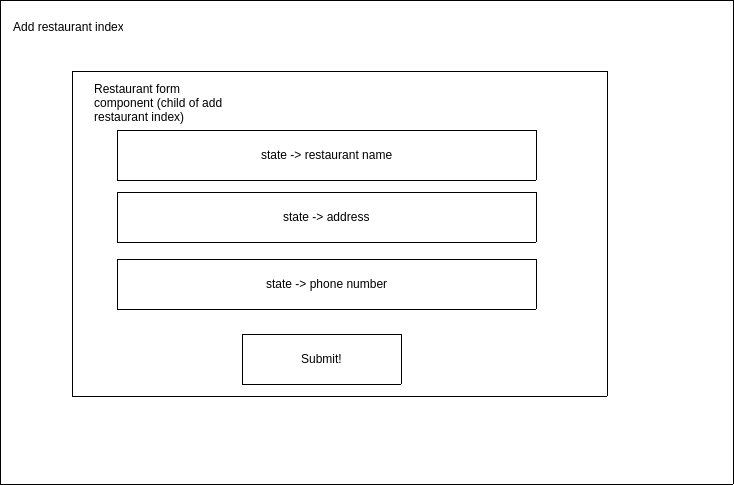 Add restaurant index
Restaurant form
component (child of add
restaurant index)
state -> restaurant name
state -> address
state -> phone number
Submit!